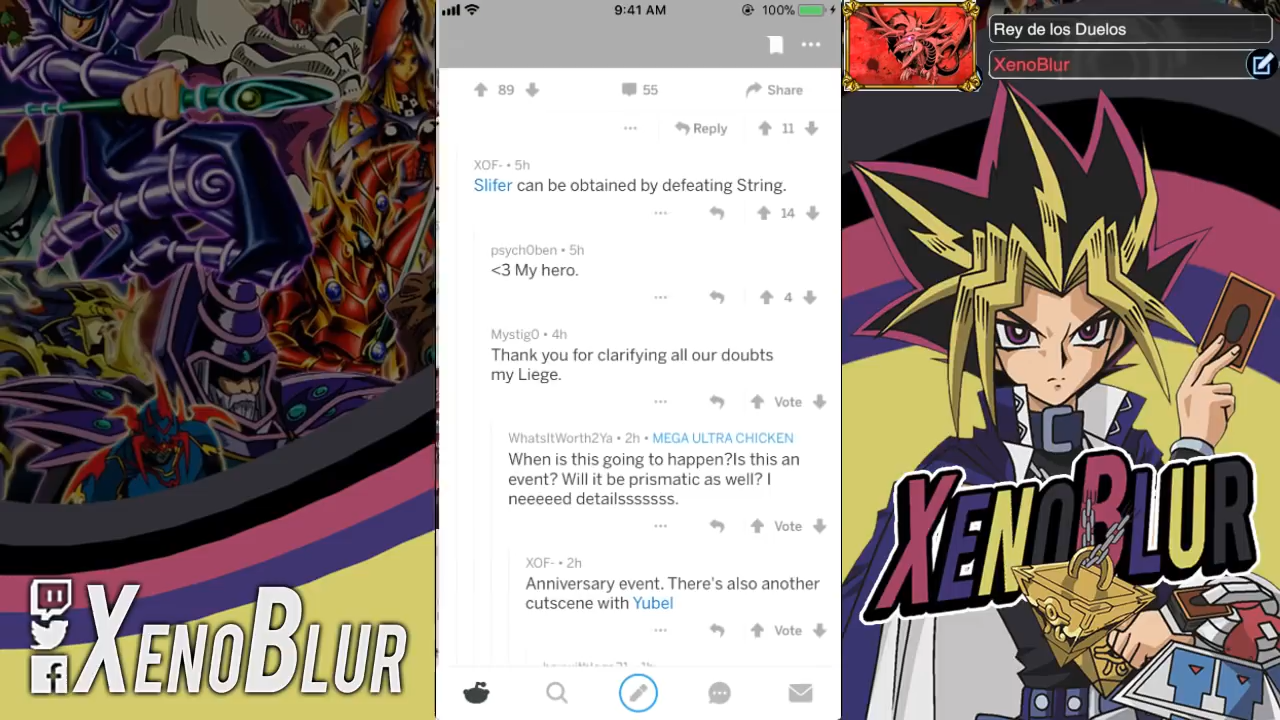 9:41 AM
100%
89
55
Share
Reply
11
XOF- • 5h
Slifer can be obtained by defeating String.
14
psych0ben • 5h
<3 My hero.
4
Mystig0 • 4h
Thank you for clarifying all our doubts
my Liege.
Vote
WhatsItWorth2Ya • 2h • MEGA ULTRA CHICKEN
When is this going to happen?Is this an
event? Will it be prismatic as well? I
neeeeed detailsssssss.
Vote
XOF- • 2h
Anniversary event. There's also another
cutscene with Yubel
Vote
Rey de los Duelos
XenoBlur
XENOBLUR
XENOBLUR